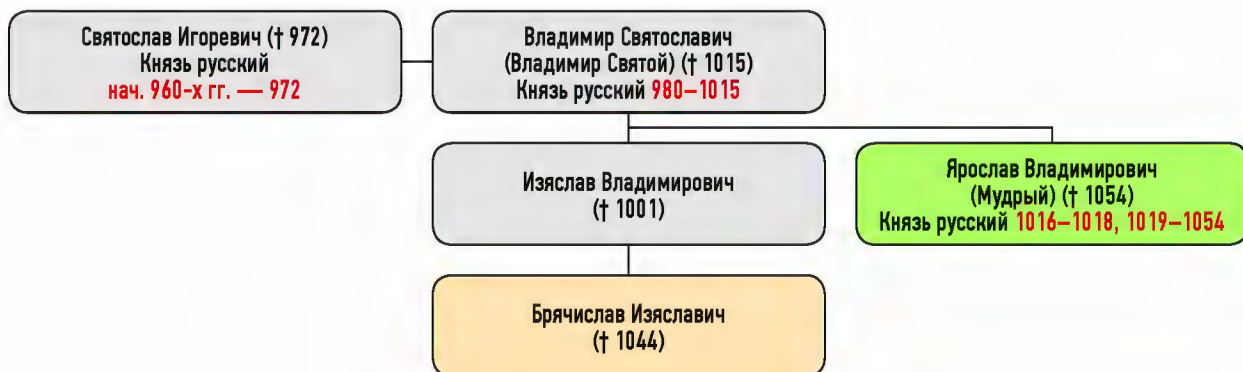 Святослав Игоревич († 972)
Князь русский
нач. 960-х гг. — 972
Владимир Святославич
(Владимир Святой) († 1015)
Князь русский 980–1015
Изяслав Владимирович
(† 1001)
Ярослав Владимирович
(Мудрый) († 1054)
Князь русский 1016–1018, 1019–1054
Брячислав Изяславич
(† 1044)